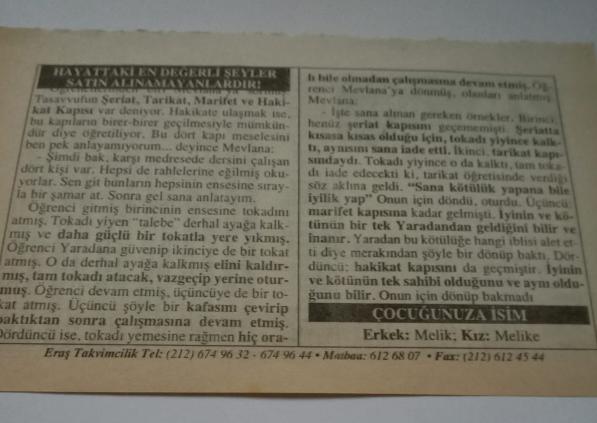 HAYATTAKİ EN DEĞERLİ ŞEYLER
SATIN ALINAMAYANLARDIR!
Öğrencilerinden biri Mevlana'ya sormuş
Tasavvufun Şeriat, Tarikat, Marifet ve Haki-
kat Kapısı var deniyor. Hakikate ulaşmak ise,
bu kapıların birer-birer geçilmesiyle mümkün-
dür diye öğretiliyor. Bu dört kapı meselesini
ben pek anlayamıyorum... deyince Mevlana:
- Şimdi bak, karşı medresede dersini çalışan
dört kişi var. Hepsi de rahlelerine eğilmiş oku-
yorlar. Sen git bunların hepsinin ensesine sıray-
la bir şamar at. Sonra gel sana anlatayım.
Öğrenci gitmiş birincinin ensesine tokadını
atmış. Tokadı yiyen "talebe" derhal ayağa kalk-
mış ve daha güçlü bir tokatla yere yıkmış.
Öğrenci Yaradana güvenip ikinciye de bir tokat
atmış. O da derhal ayağa kalkmış elini kaldır-
mış, tam tokadı atacak, vazgeçip yerine otur-
muş. Öğrenci devam etmiş, üçüncüye de bir to-
kat atmış. Üçüncü şöyle bir kafasını çevirip
baktıktan sonra çalışmasına devam etmiş.
Dördüncü ise, tokadı yemesine rağmen hiç ora-
lı bile olmadan çalışmasına devam etmiş. Öğ-
renci Mevlana'ya dönmüş, olanları anlatmış
Mevlana:
- İşte sana alman gereken örnekler. Birinci,
henüz şeriat kapısını geçememişti. Şeriatta
kısasa kısas olduğu için, tokadı yiyince kalk-
tı, aynısını sana iade etti. İkinci, tarikat kapı-
sındaydı. Tokadı yiyince o da kalktı, tam toka-
dı iade edecekti ki, tarikat öğretisinde verdiği
söz aklına geldi. "Sana kötülük yapana bile
iyilik yap" Onun için döndü, oturdu. Üçüncü;
marifet kapısına kadar gelmişti. İyinin ve kö-
tünün bir tek Yaradandan geldiğini bilir ve
inanır. Yaradan bu kötülüğe hangi iblisi alet et-
ti diye merakından şöyle bir dönüp baktı. Dör-
düncü; hakikat kapısını da geçmiştir. İyinin
ve kötünün tek sahibi olduğunu ve aynı oldu-
ğunu bilir. Onun için dönüp bakmadı
ÇOCUĞUNUZA İSİM
Erkek: Melik; Kız: Melike
Eraş Takvimcilik Tel: (212) 674 96 32 - 674 96 44 • Matbaa: 612 68 07 • Fax: (212) 612 45 44